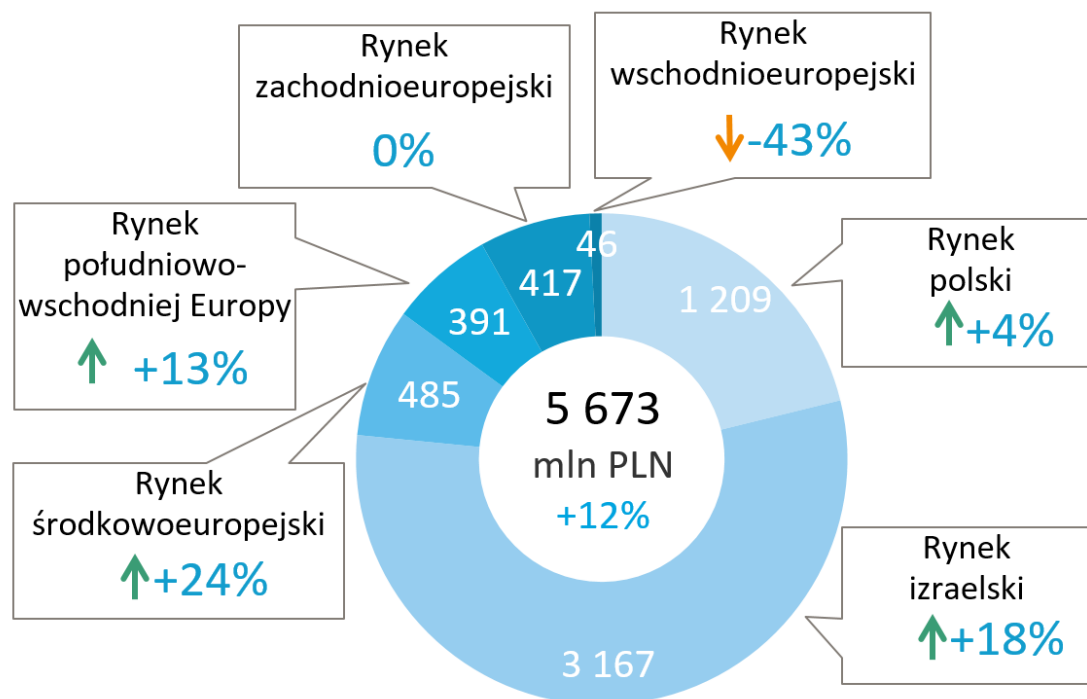 Rynek
zachodnioeuropejski
0%
Rynek
wschodnioeuropejski
-43%
Rynek
południowo-
wschodniej Europy
+13%
Rynek
polski
+4%
46
417
391
485
1 209
5 673
mln PLN
+12%
Rynek
środkowoeuropejski
+24%
Rynek
izraelski
+18%
3 167